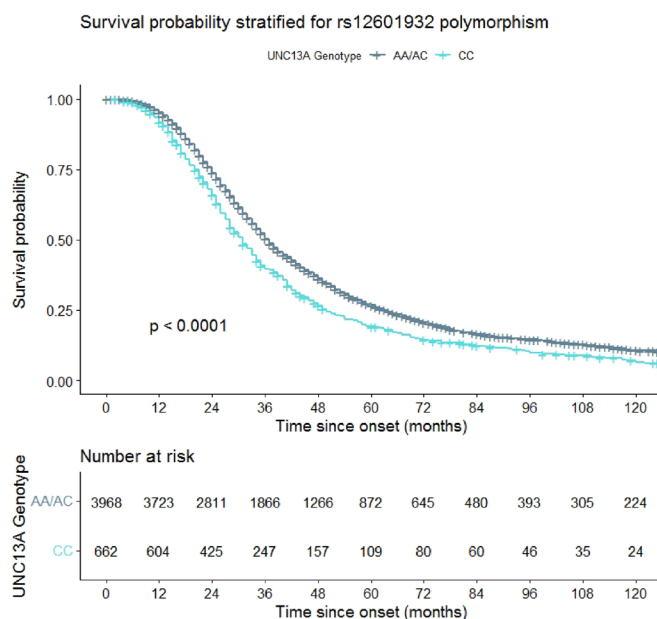 Survival probability stratified for rs12601932 polymorphism
UNC13A Genotype AA/AC CC
Survival probability
1.00
0.75
0.50
0.25
0.00
p < 0.0001
0 12 24 36 48 60 72 84 96 108 120
Time since onset (months)
Number at risk
UNC13A Genotype
AA/AC 3968 3723 2811 1866 1266 872 645 480 393 305 224
CC 662 604 425 247 157 109 80 60 46 35 24
0 12 24 36 48 60 72 84 96 108 120
Time since onset (months)